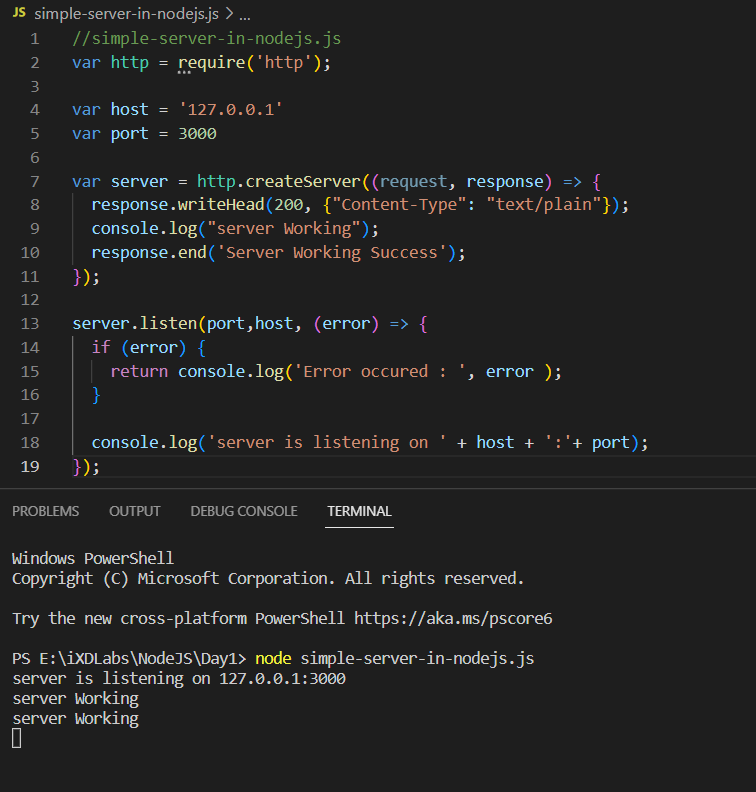 JS simple-server-in-nodejs.js > ...
1 //simple-server-in-nodejs.js
2 var http = require('http');
3
4 var host = '127.0.0.1'
5 var port = 3000
6
7 var server = http.createServer((request, response) => {
8   response.writeHead(200, {"Content-Type": "text/plain"});
9   console.log("server Working");
10   response.end('Server Working Success');
11 });
12
13 server.listen(port,host, (error) => {
14   if (error) {
15     return console.log('Error occured : ', error );
16   }
17
18   console.log('server is listening on ' + host + ':'+ port);
19 });
PROBLEMS OUTPUT DEBUG CONSOLE TERMINAL
Windows PowerShell
Copyright (C) Microsoft Corporation. All rights reserved.
Try the new cross-platform PowerShell https://aka.ms/pscore6
PS E:\iXDLabs\NodeJS\Day1> node simple-server-in-nodejs.js
server is listening on 127.0.0.1:3000
server Working
server Working